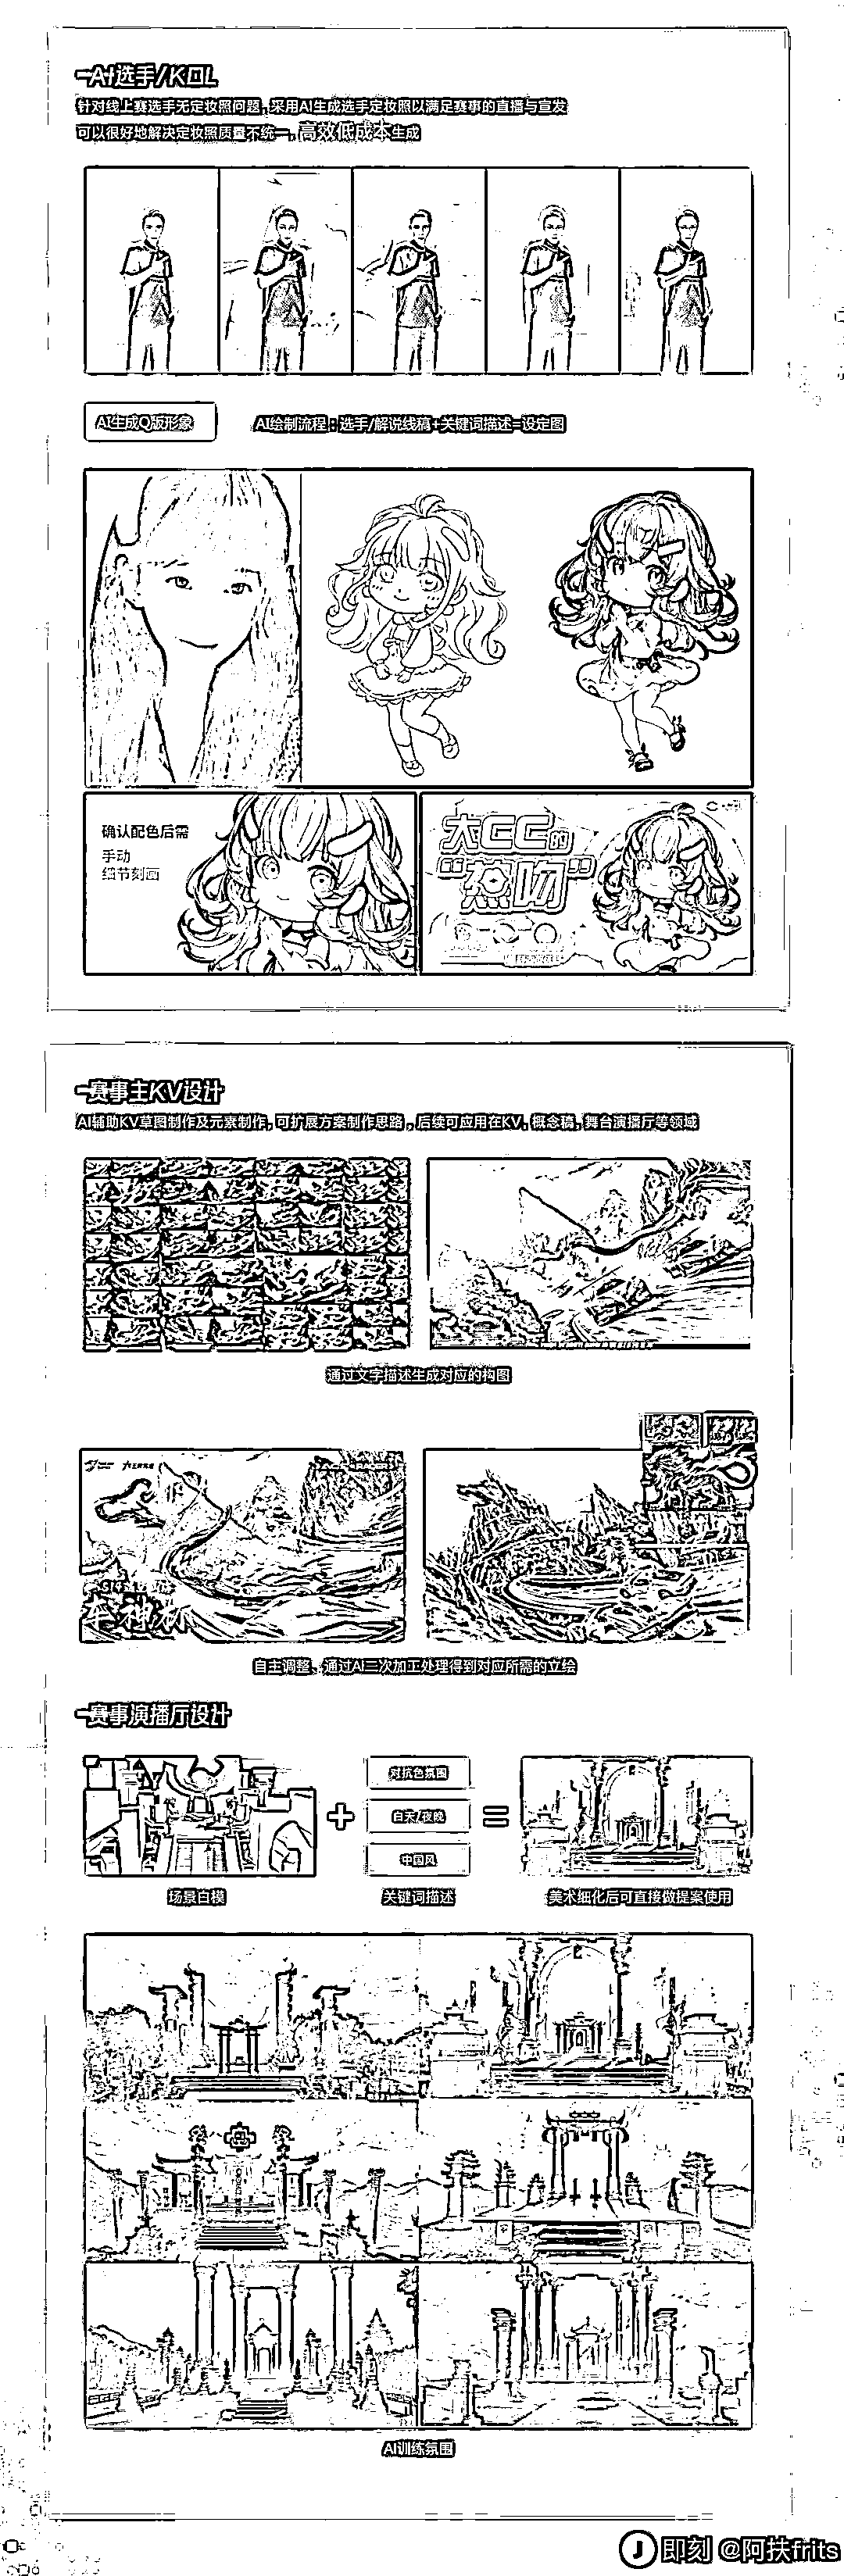 AI选手/KOL
针对线上赛选手无定妆照问题,采用AI生成选手定妆照以满足赛事的直播与宣发
可以很好地解决定妆照质量不统一,高效低成本生成
AI生成Q版形象
AI绘制流程:选手/解说线稿+关键词描述=设定图
确认配色后需
手动
细节刻画
大CC的
赛事主KV设计
AI辅助KV草图制作及元素制作,可扩展方案制作思路,后续可应用在KV,概念稿,舞台演播厅等领域
通过文字描述生成对应的构图
车神杯
自主调整、通过AI二次加工处理得到对应所需的立绘
赛事演播厅设计
对抗色氛围
白天/夜晚
中国风
+
=
场景白模
关键词描述
美术细化后可直接做提案使用
AI训练氛围
即刻 @阿扶frits